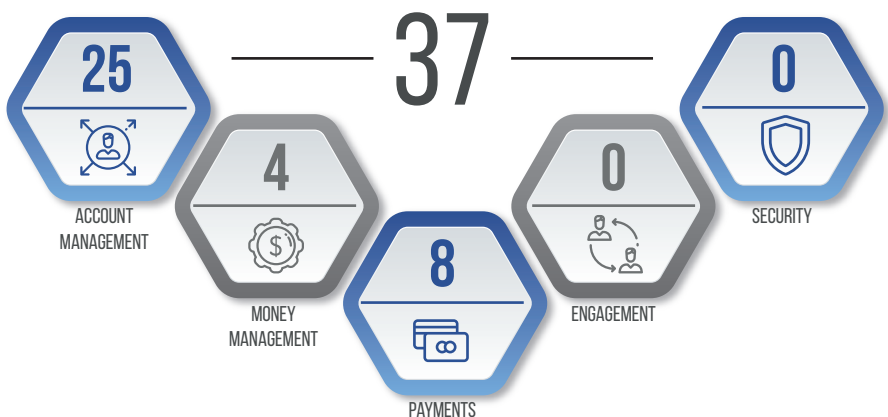 37
25
ACCOUNT
MANAGEMENT
4
$
MONEY
MANAGEMENT
8
PAYMENTS
0
ENGAGEMENT
0
SECURITY